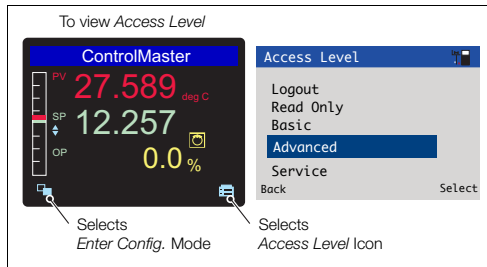 To view Access Level
ControlMaster
PV 27.589 deg C
SP 12.257
OP 0.0 %
Selects
Enter Config. Mode
Selects
Access Level Icon
Access Level
Logout
Read Only
Basic
Advanced
Service
Back Select